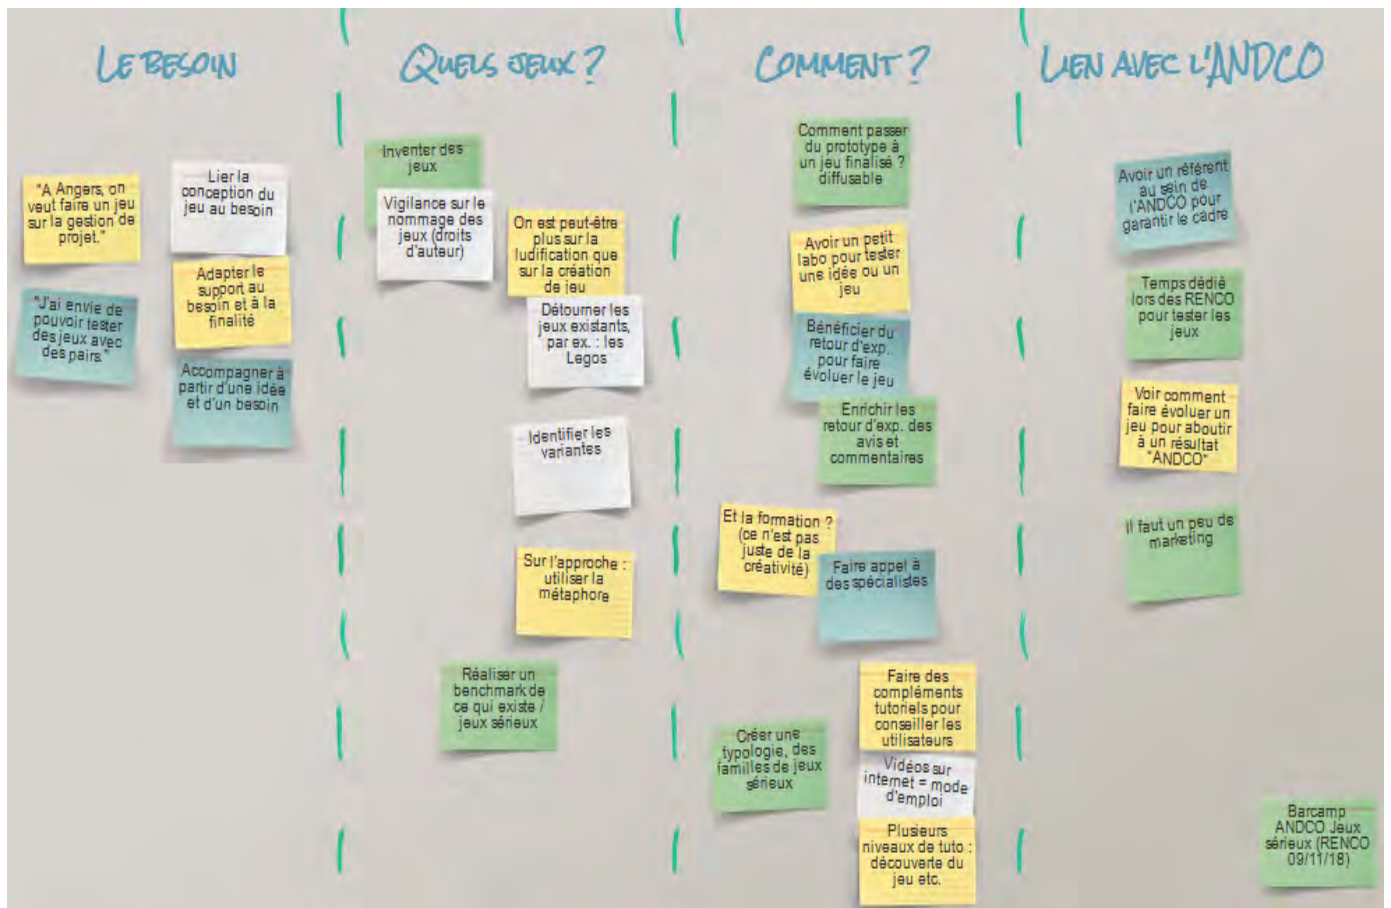 LE BESOIN
"A Angers, on
veut faire un jeu
sur la gestion de
projet."
Lier la
conception du
jeu au besoin
Adapter le
support au
besoin et à la
finalité
"J'ai envie de
pouvoir tester
des jeux avec
des pairs."
Accompagner à
partir d'une idée
et d'un besoin
QUELS JEUX ?
Inventer des
jeux
Vigilance sur le
nommage des
jeux (droits
d'auteur)
On est peut-être
plus sur la
ludification que
sur la création
de jeu
Détourner les
jeux existants,
par ex. : les
Legos
Identifier les
variantes
Sur l'approche :
utiliser la
métaphore
Réaliser un
benchmark de
ce qui existe /
jeux sérieux
COMMENT ?
Comment passer
du prototype à
un jeu finalisé ?
diffusable
Avoir un petit
labo pour tester
une idée ou un
jeu
Bénéficier du
retour d'exp.
pour faire
évoluer le jeu
Enrichir les
retour d'exp. des
avis et
commentaires
Et la formation ?
(ce n'est pas
juste de la
créativité)
Faire appel à
des spécialistes
Faire des
compléments
tutoriels pour
conseiller les
utilisateurs
Créer une
typologie, des
familles de jeux
sérieux
Vidéos sur
internet = mode
d'emploi
Plusieurs
niveaux de tuto :
découverte du
jeu etc.
LIEN AVEC L'ANDCO
Avoir un référent
au sein de
l'ANDCO pour
garantir le cadre
Temps dédié
lors des RENCO
pour tester les
jeux
Voir comment
faire évoluer un
jeu pour aboutir
à un résultat
"ANDCO"
Il faut un peu de
marketing
Barcamp
ANDCO Jeux
sérieux (RENCO
09/11/18)